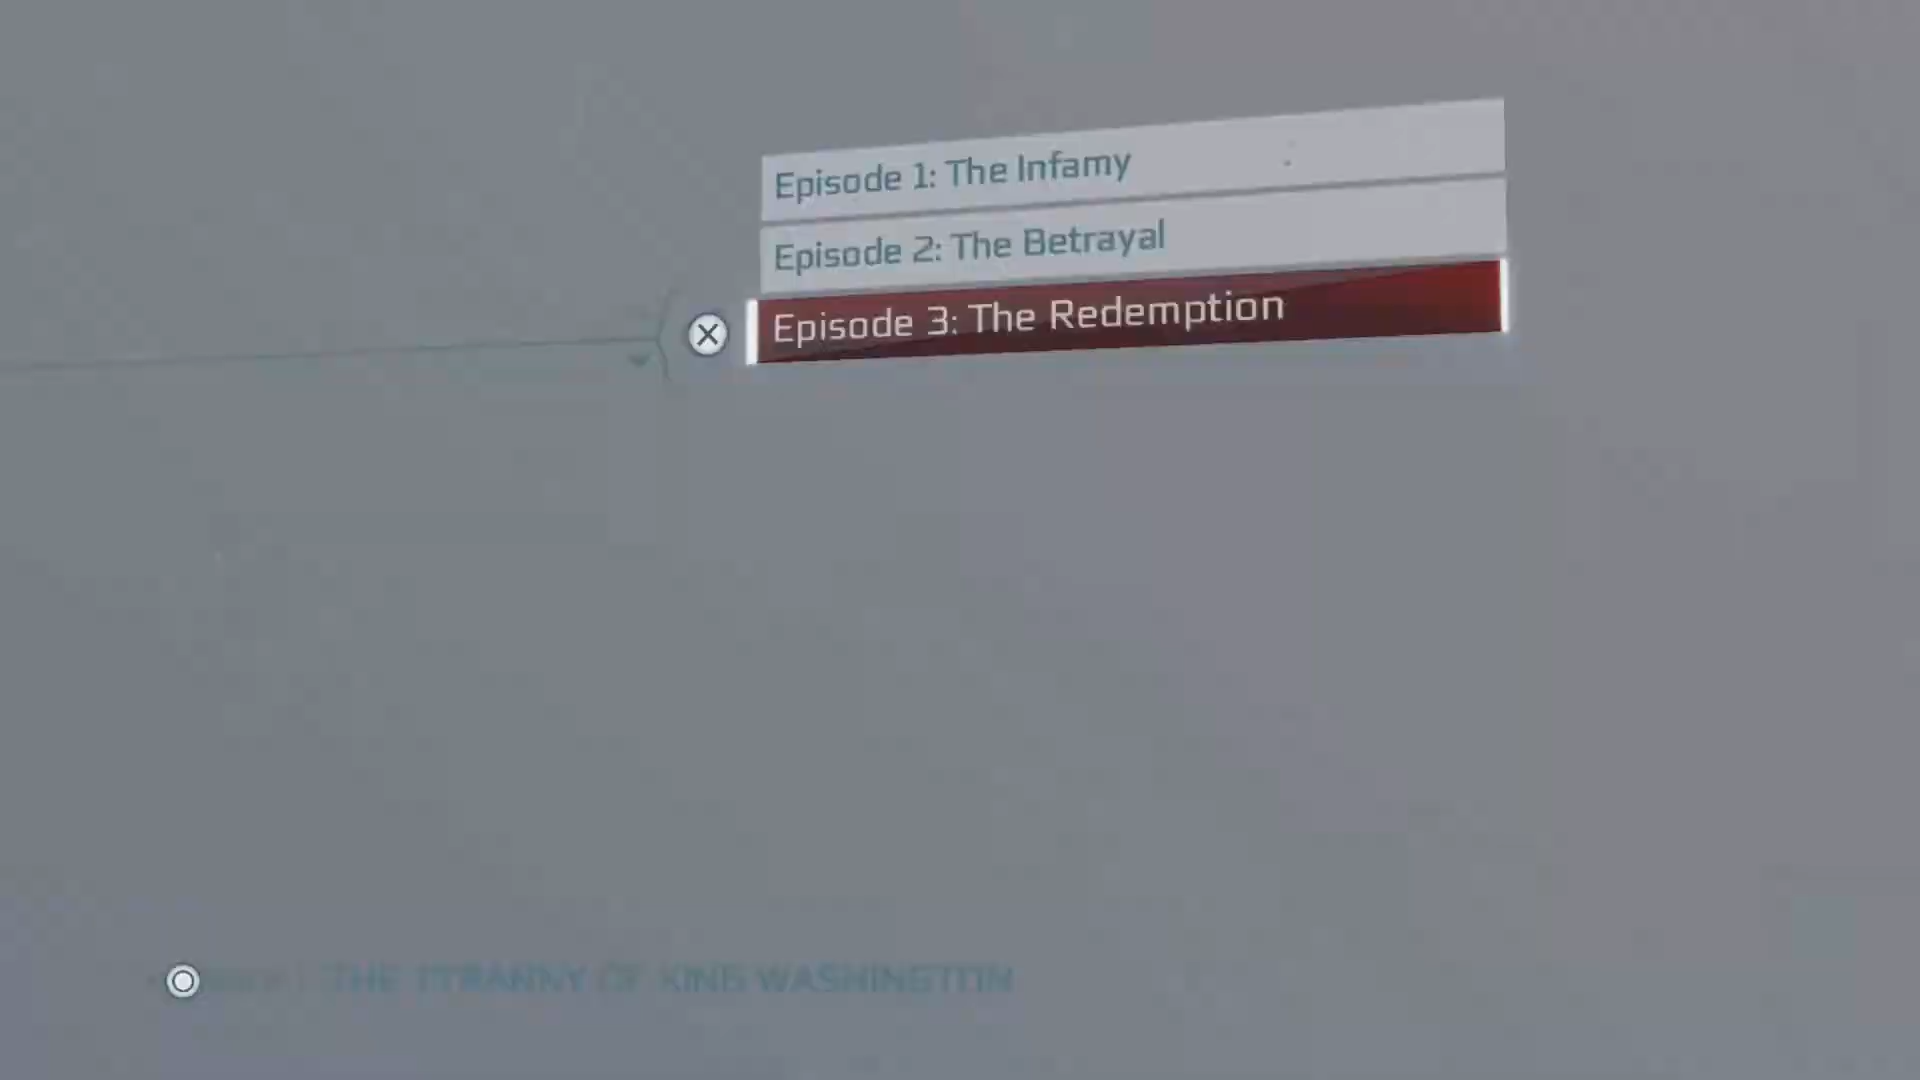 Episode 1: The Infamy
Episode 2: The Betrayal
Episode 3: The Redemption
THE TYRANNY OF KING WASHINGTON